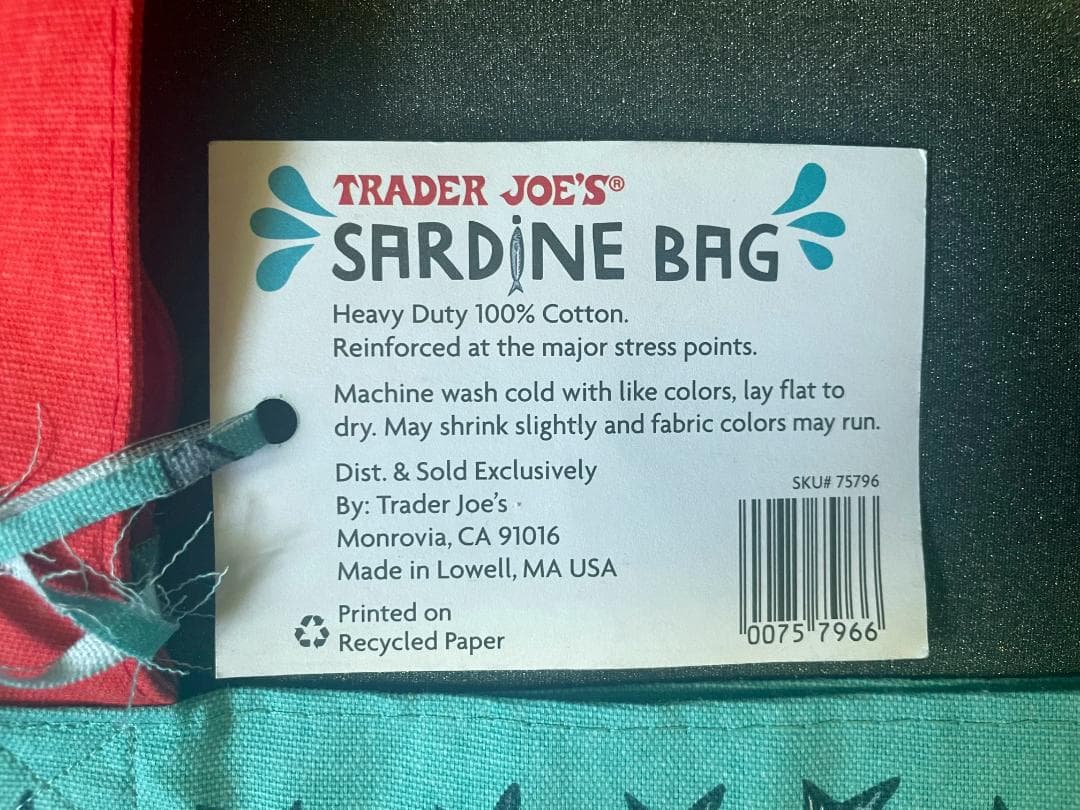 TRADER JOE'S®
SARDINE BAG
Heavy Duty 100% Cotton.
Reinforced at the major stress points.
Machine wash cold with like colors, lay flat to
dry. May shrink slightly and fabric colors may run.
Dist. & Sold Exclusively
By: Trader Joe's
Monrovia, CA 91016
Made in Lowell, MA USA
Printed on
Recycled Paper
SKU# 75796
0075 7966